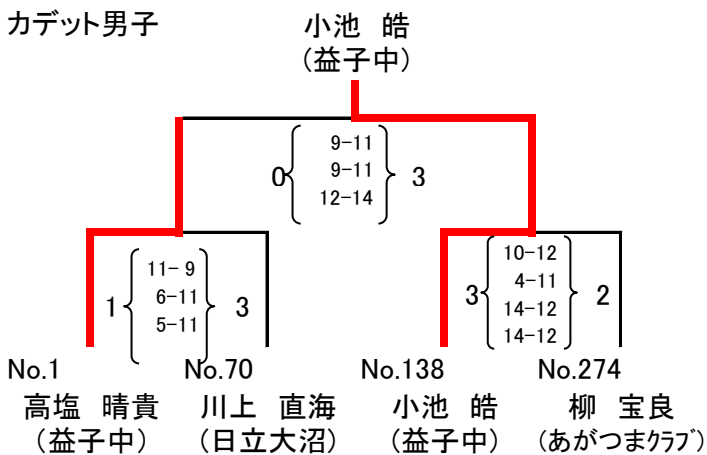 カデット男子
小池　皓
(益子中)
9-11
9-11
12-14
0
3
11- 9
6-11
5-11
1
3
10-12
4-11
14-12
14-12
3
2
No.1
No.70
No.138
No.274
高塩　晴貴
川上　直海
小池　皓
柳　宝良
(益子中)
(日立大沼)
(益子中)
(あがつまｸﾗﾌﾞ)